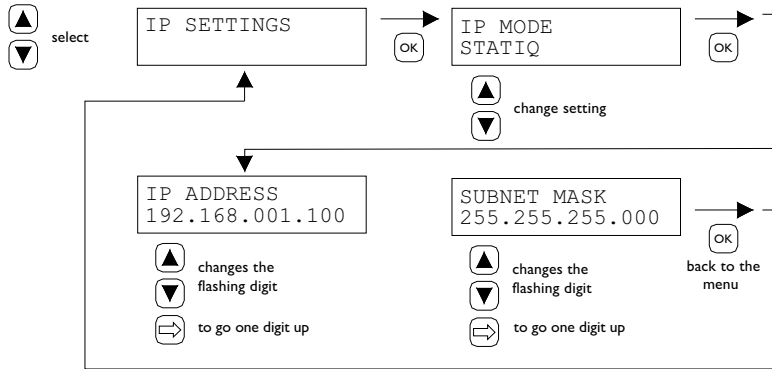 select
IP SETTINGS
OK
IP MODE
STATIQ
OK
change setting
IP ADDRESS
192.168.001.100
changes the
flashing digit
to go one digit up
SUBNET MASK
255.255.255.000
changes the
flashing digit
to go one digit up
OK
back to the
menu